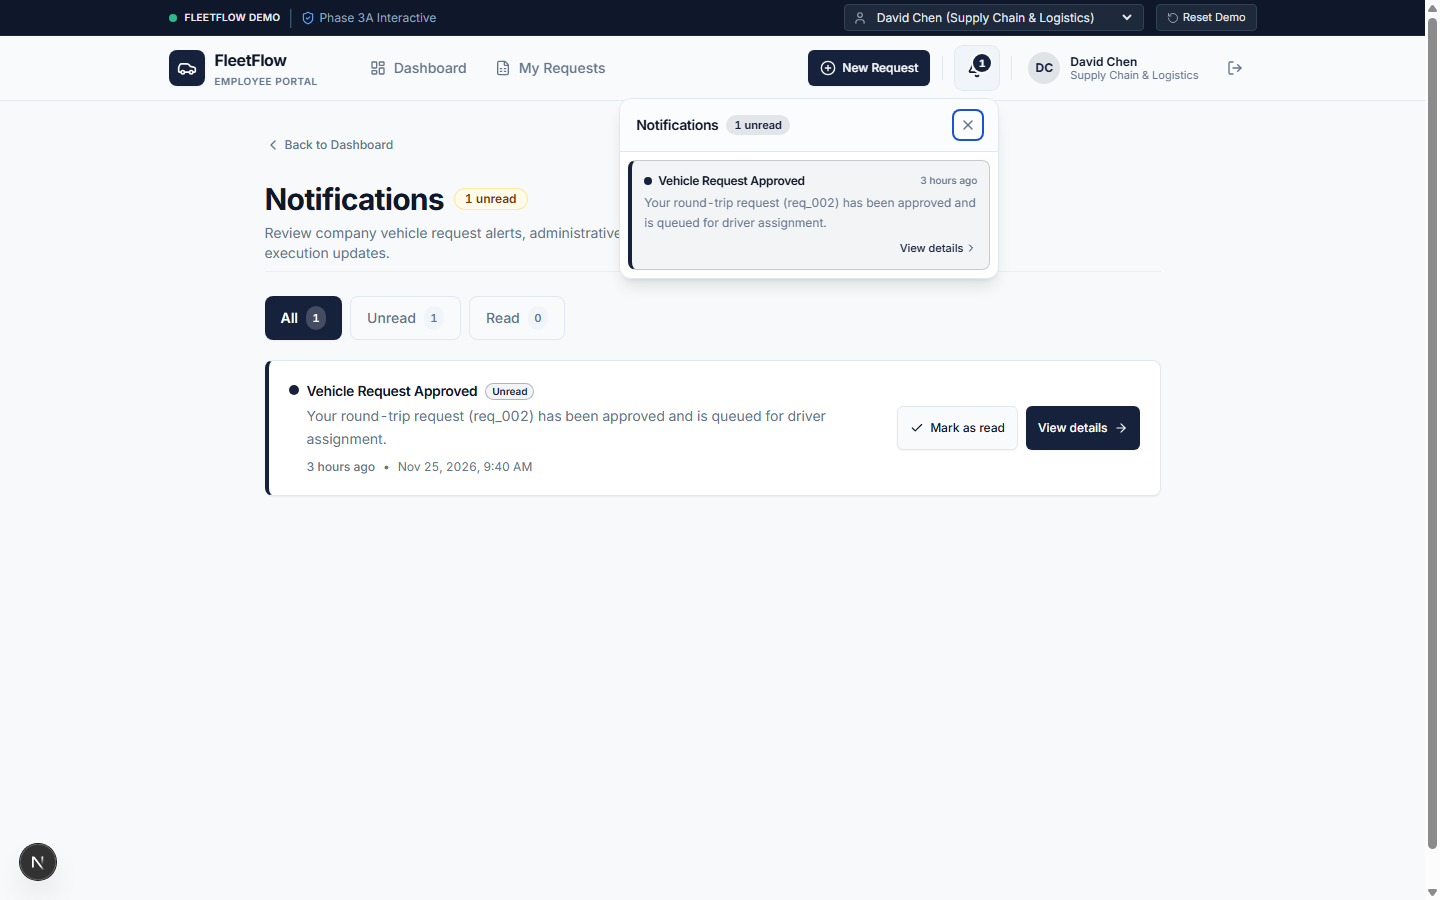 FLEETFLOW DEMO
Phase 3A Interactive
David Chen (Supply Chain & Logistics)
Reset Demo
FleetFlow
EMPLOYEE PORTAL
Dashboard
My Requests
New Request
1
DC
David Chen
Supply Chain & Logistics
Notifications
1 unread
Vehicle Request Approved
3 hours ago
Your round-trip request (req_002) has been approved and
is queued for driver assignment.
View details
Back to Dashboard
Notifications
1 unread
Review company vehicle request alerts, administrative
execution updates.
All 1
Unread 1
Read 0
Vehicle Request Approved
Unread
Your round-trip request (req_002) has been approved and is queued for driver
assignment.
3 hours ago • Nov 25, 2026, 9:40 AM
Mark as read
View details
N